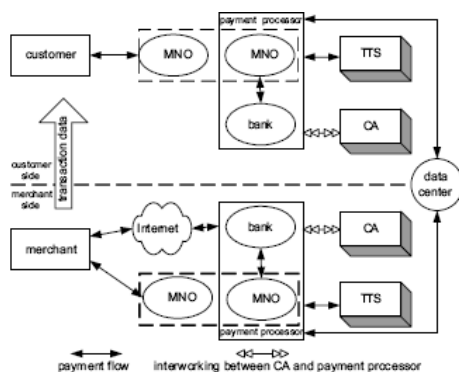 payment processor
customer
MNO
MNO
TTS
bank
CA
transaction data
customer side
merchant side
data
center
Internet
bank
CA
merchant
MNO
MNO
TTS
payment processor
payment flow
interworking between CA and payment processor